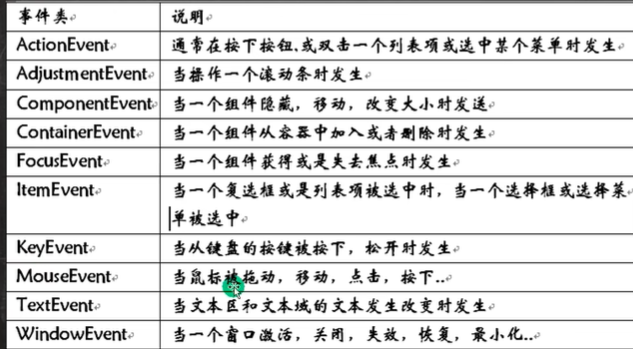 事件类 说明
ActionEvent 通常在按下按钮,或双击一个列表项或选中某个菜单时发生
AdjustmentEvent 当操作一个滚动条时发生
ComponentEvent 当一个组件隐藏，移动，改变大小时发送
ContainerEvent 当一个组件从容器中加入或者删除时发生
FocusEvent 当一个组件获得或是失去焦点时发生
ItemEvent 当一个复选框或是列表项被选中时，当一个选择框或选择菜
单被选中
KeyEvent 当从键盘的按键被按下，松开时发生
MouseEvent 当鼠标被拖动，移动，点击，按下..
TextEvent 当文本区和文本域的文本发生改变时发生
WindowEvent 当一个窗口激活，关闭，失效，恢复，最小化..